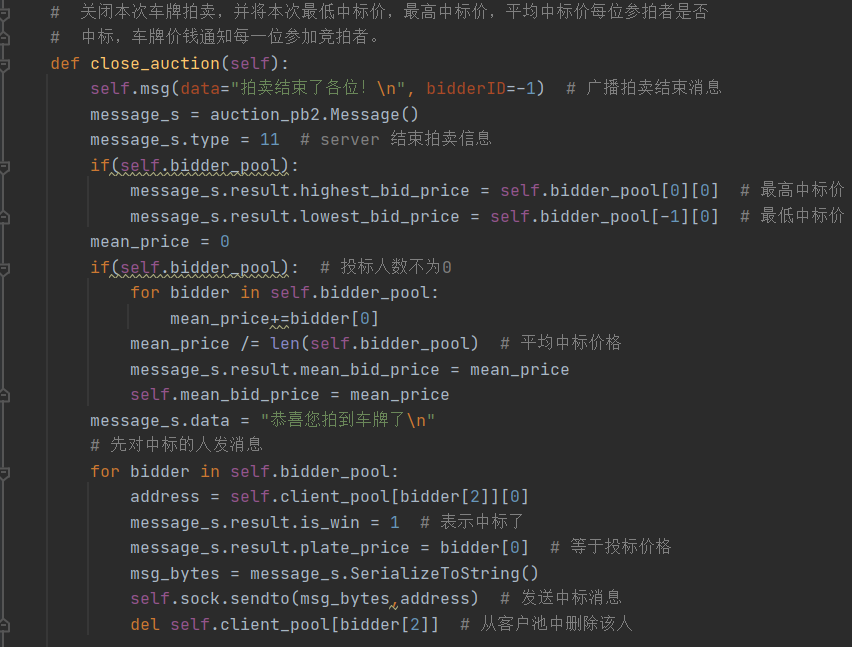 # 关闭本次车牌拍卖，并将本次最低中标价，最高中标价，平均中标价每位参拍者是否
# 中标，车牌价钱通知每一位参加竞拍者。
def close_auction(self):
    self.msg(data="拍卖结束了各位！\n", bidderID=-1)  # 广播拍卖结束消息
    message_s = auction_pb2.Message()
    message_s.type = 11  # server 结束拍卖信息
    if(self.bidder_pool):
        message_s.result.highest_bid_price = self.bidder_pool[0][0]  # 最高中标价
        message_s.result.lowest_bid_price = self.bidder_pool[-1][0]  # 最低中标价
    mean_price = 0
    if(self.bidder_pool):  # 投标人数不为0
        for bidder in self.bidder_pool:
            mean_price+=bidder[0]
        mean_price /= len(self.bidder_pool)  # 平均中标价格
        message_s.result.mean_bid_price = mean_price
        self.mean_bid_price = mean_price
    message_s.data = "恭喜您拍到车牌了\n"
    # 先对中标的人发消息
    for bidder in self.bidder_pool:
        address = self.client_pool[bidder[2]][0]
        message_s.result.is_win = 1  # 表示中标了
        message_s.result.plate_price = bidder[0]  # 等于投标价格
        msg_bytes = message_s.SerializeToString()
        self.sock.sendto(msg_bytes,address)  # 发送中标消息
        del self.client_pool[bidder[2]]  # 从客户池中删除该人